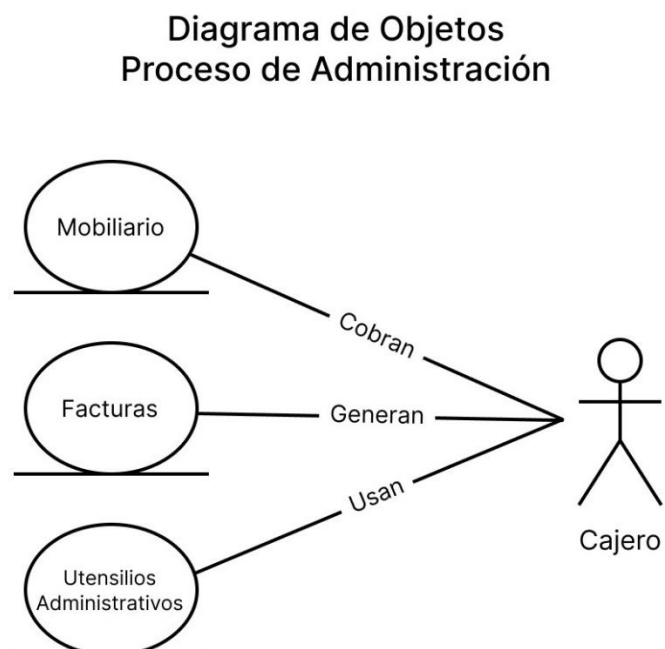 Diagrama de Objetos
Proceso de Administración
Mobiliario
Cobran
Facturas
Generan
Usan
Cajero
Utensilios
Administrativos